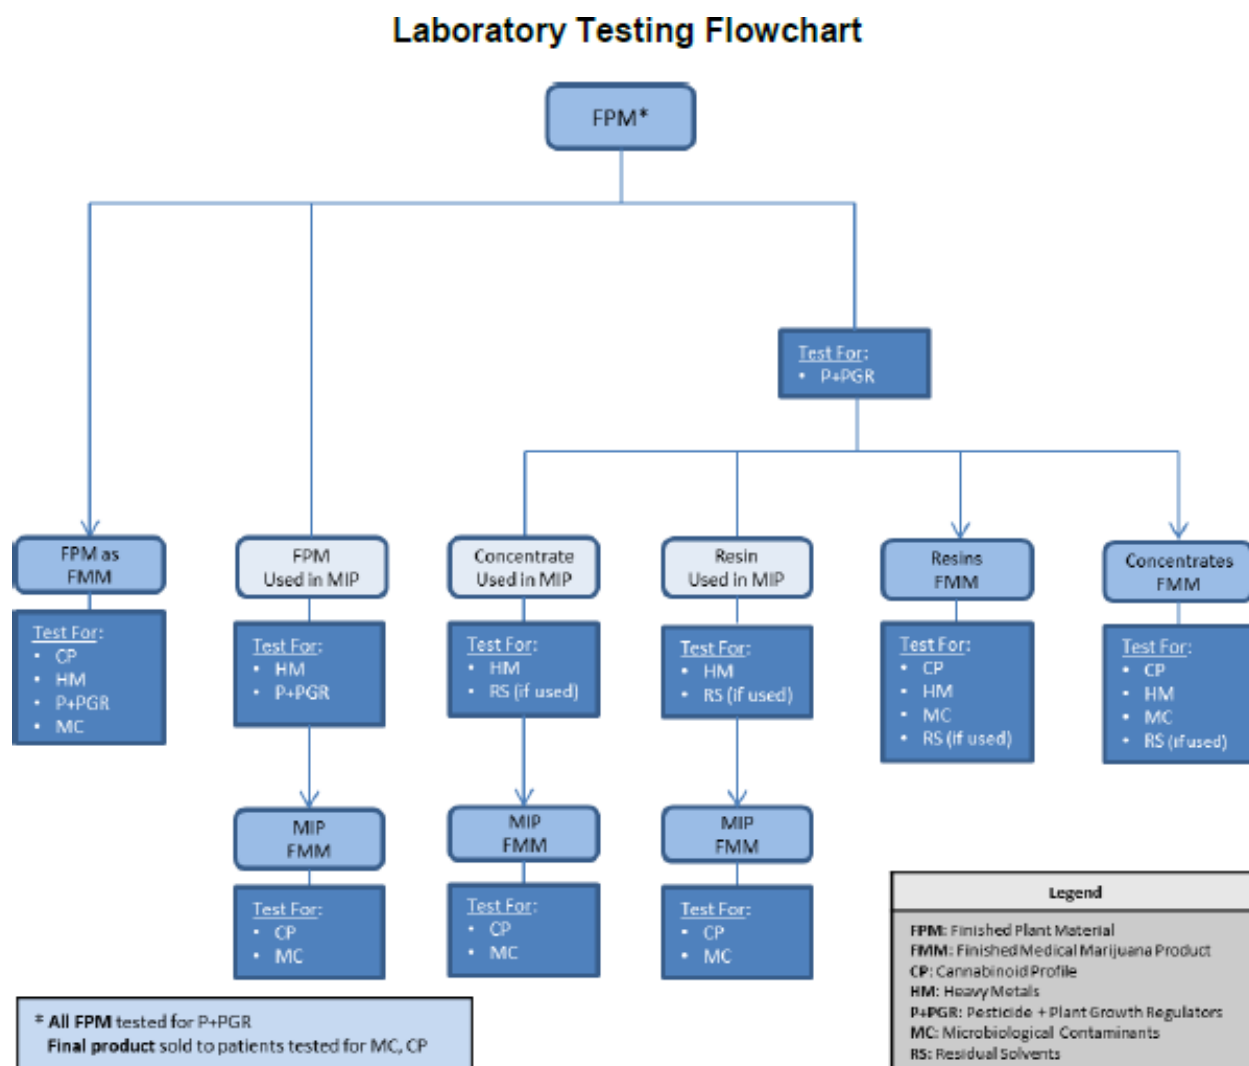 Laboratory Testing Flowchart
FPM*
Test For:
• P+PGR
FPM as
FMM
Test For:
• CP
• HM
• P+PGR
• MC
FPM
Used in MIP
Test For:
• HM
• P+PGR
MIP
FMM
Test For:
• CP
• MC
Concentrate
Used in MIP
Test For:
• HM
• RS (if used)
MIP
FMM
Test For:
• CP
• MC
Resin
Used in MIP
Test For:
• HM
• RS (if used)
MIP
FMM
Test For:
• CP
• MC
Resins
FMM
Test For:
• CP
• HM
• MC
• RS (if used)
Concentrates
FMM
Test For:
• CP
• HM
• MC
• RS (if used)
* All FPM tested for P+PGR
Final product sold to patients tested for MC, CP
Legend
FPM: Finished Plant Material
FMM: Finished Medical Marijuana Product
CP: Cannabinoid Profile
HM: Heavy Metals
P+PGR: Pesticide + Plant Growth Regulators
MC: Microbiological Contaminants
RS: Residual Solvents